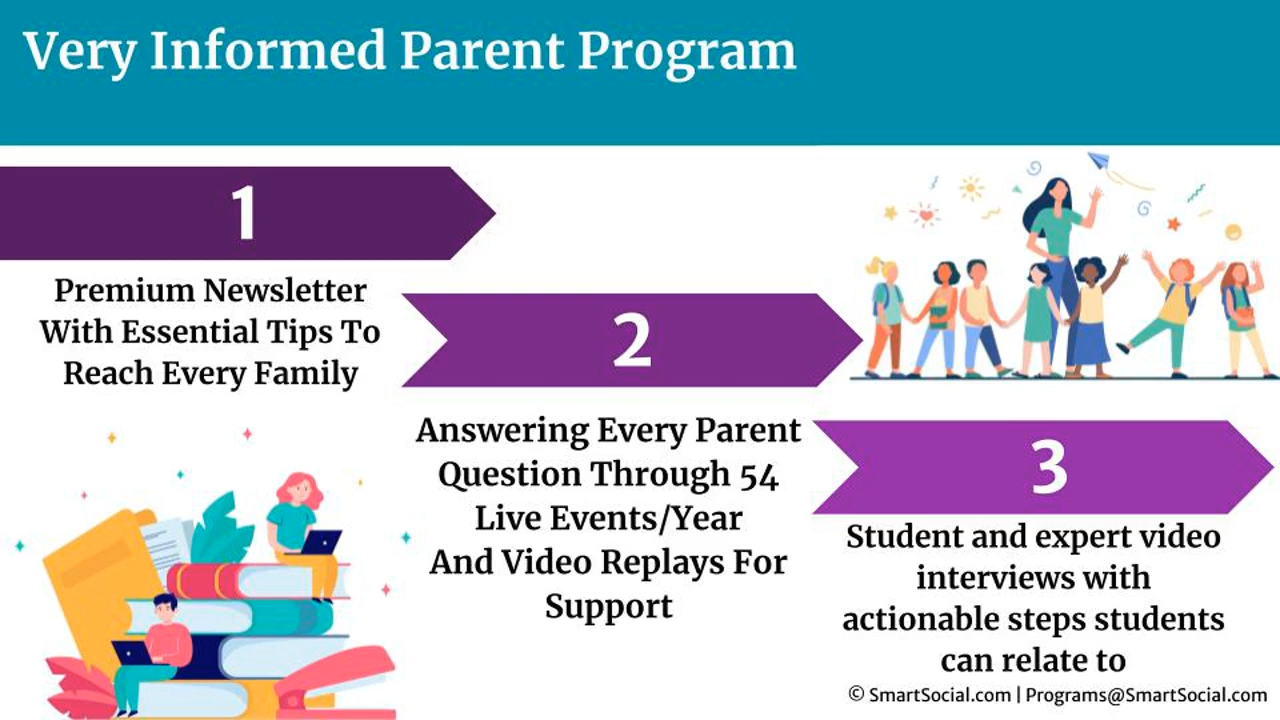 Very Informed Parent Program
1
Premium Newsletter
With Essential Tips To
Reach Every Family
2
Answering Every Parent
Question Through 54
Live Events/Year
And Video Replays For
Support
3
Student and expert video
interviews with
actionable steps students
can relate to
© SmartSocial.com | Programs@SmartSocial.com